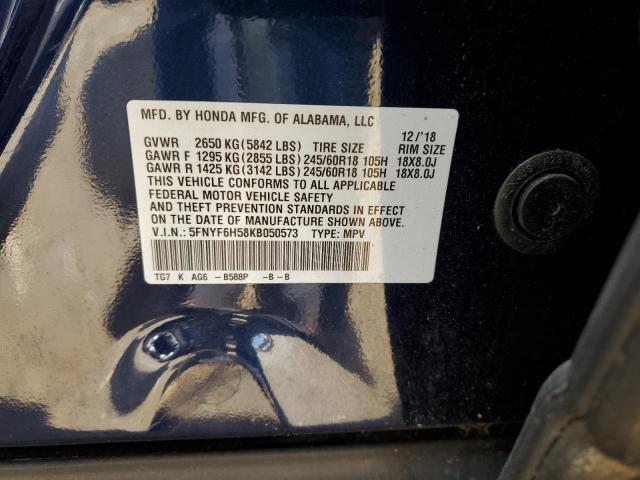 MFD. BY HONDA MFG. OF ALABAMA, LLC
12/'18
GVWR 2650 KG (5842 LBS) TIRE SIZE RIM SIZE
GAWR F 1295 KG (2855 LBS) 245/60R18 105H 18X8.0J
GAWR R 1425 KG (3142 LBS) 245/60R18 105H 18X8.0J
THIS VEHICLE CONFORMS TO ALL APPLICABLE
FEDERAL MOTOR VEHICLE SAFETY
AND THEFT PREVENTION STANDARDS IN EFFECT
ON THE DATE OF MANUFACTURE SHOWN ABOVE.
V.I.N.: 5FNYF6H58KB050573 TYPE: MPV
TG7 K AG6 -B588P -B-B